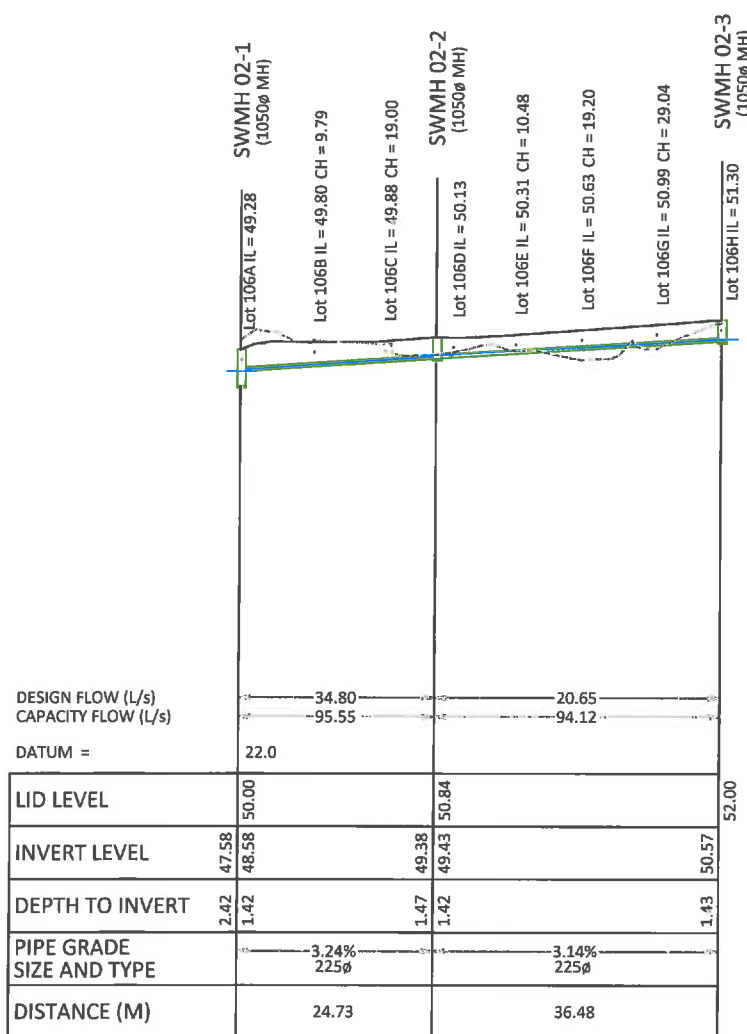 SWMH 02-1
(1050ø MH)
Lot 106A IL = 49.28
Lot 106B IL = 49.80 CH = 9.79
Lot 106C IL = 49.88 CH = 19.00
SWMH 02-2
(1050ø MH)
Lot 106D IL = 50.13
Lot 106E IL = 50.31 CH = 10.48
Lot 106F IL = 50.63 CH = 19.20
Lot 106G IL = 50.99 CH = 29.04
SWMH 02-3
(1050ø MH)
Lot 106H IL = 51.30
DESIGN FLOW (L/s) 34.80 20.65
CAPACITY FLOW (L/s) 95.55 94.12
DATUM = 22.0
LID LEVEL 50.00 50.84 52.00
INVERT LEVEL 47.58 48.58 49.38 49.43 50.57
DEPTH TO INVERT 2.42 1.42 1.47 1.42 1.43
PIPE GRADE 3.24% 3.14%
SIZE AND TYPE 225ø 225ø
DISTANCE (M) 24.73 36.48